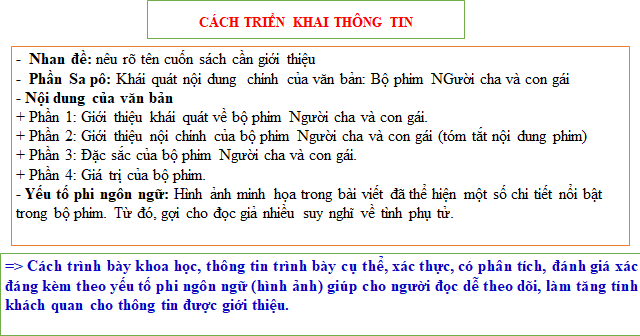 CÁCH TRIỂN KHAI THÔNG TIN
- Nhan đề: nêu rõ tên cuốn sách cần giới thiệu
- Phần Sa pô: Khái quát nội dung chính của văn bản: Bộ phim NGười cha và con gái
- Nội dung của văn bản
+ Phần 1: Giới thiệu khái quát về bộ phim Người cha và con gái.
+ Phần 2: Giới thiệu nội chính của bộ phim Người cha và con gái (tóm tắt nội dung phim)
+ Phần 3: Đặc sắc của bộ phim Người cha và con gái.
+ Phần 4: Giá trị của bộ phim.
- Yếu tố phi ngôn ngữ: Hình ảnh minh họa trong bài viết đã thể hiện một số chi tiết nổi bật
trong bộ phim. Từ đó, gợi cho đọc giả nhiều suy nghĩ về tình phụ tử.
=> Cách trình bày khoa học, thông tin trình bày cụ thể, xác thực, có phân tích, đánh giá xác
đáng kèm theo yếu tố phi ngôn ngữ (hình ảnh) giúp cho người đọc dễ theo dõi, làm tăng tính
khách quan cho thông tin được giới thiệu.